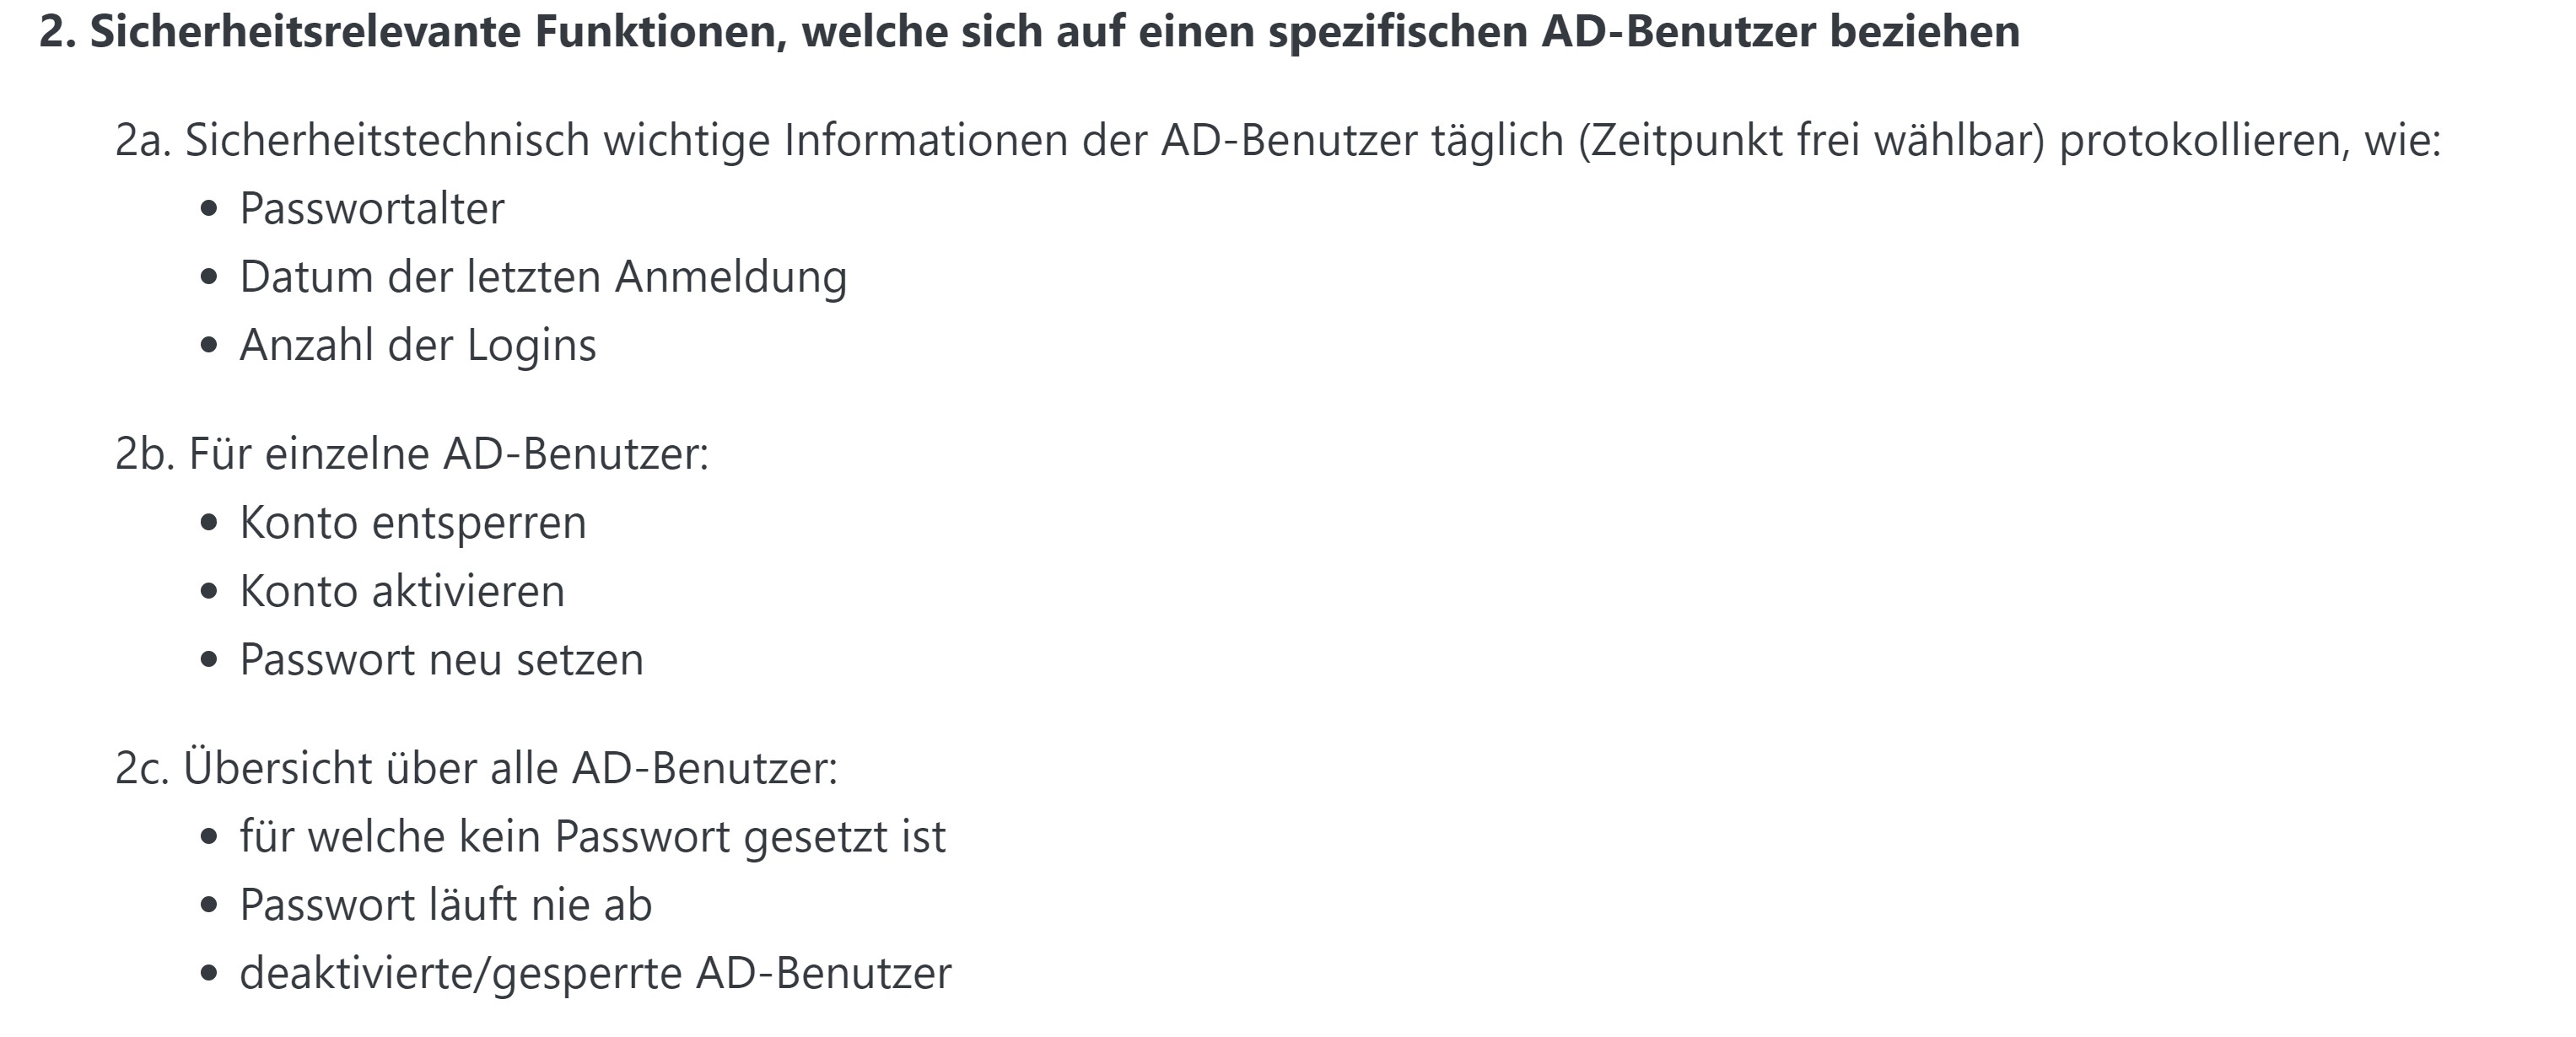 2. Sicherheitsrelevante Funktionen, welche sich auf einen spezifischen AD-Benutzer beziehen
2a. Sicherheitstechnisch wichtige Informationen der AD-Benutzer täglich (Zeitpunkt frei wählbar) protokollieren, wie:
• Passwortalter
• Datum der letzten Anmeldung
• Anzahl der Logins
2b. Für einzelne AD-Benutzer:
• Konto entsperren
• Konto aktivieren
• Passwort neu setzen
2c. Übersicht über alle AD-Benutzer:
• für welche kein Passwort gesetzt ist
• Passwort läuft nie ab
• deaktivierte/gesperrte AD-Benutzer